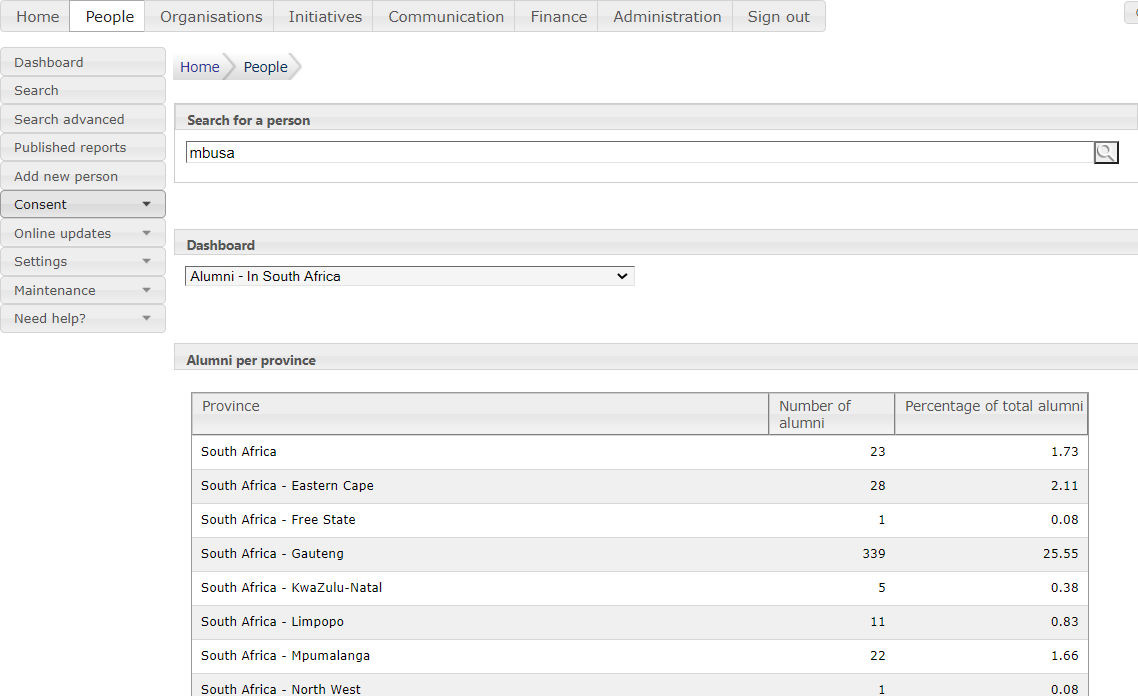 Home People Organisations Initiatives Communication Finance Administration Sign out
Dashboard
Search
Search advanced
Published reports
Add new person
Consent
Online updates
Settings
Maintenance
Need help?
Home People
Search for a person
mbusa
Dashboard
Alumni - In South Africa
Alumni per province
Province Number of alumni Percentage of total alumni
South Africa 23 1.73
South Africa - Eastern Cape 28 2.11
South Africa - Free State 1 0.08
South Africa - Gauteng 339 25.55
South Africa - KwaZulu-Natal 5 0.38
South Africa - Limpopo 11 0.83
South Africa - Mpumalanga 22 1.66
South Africa - North West 1 0.08